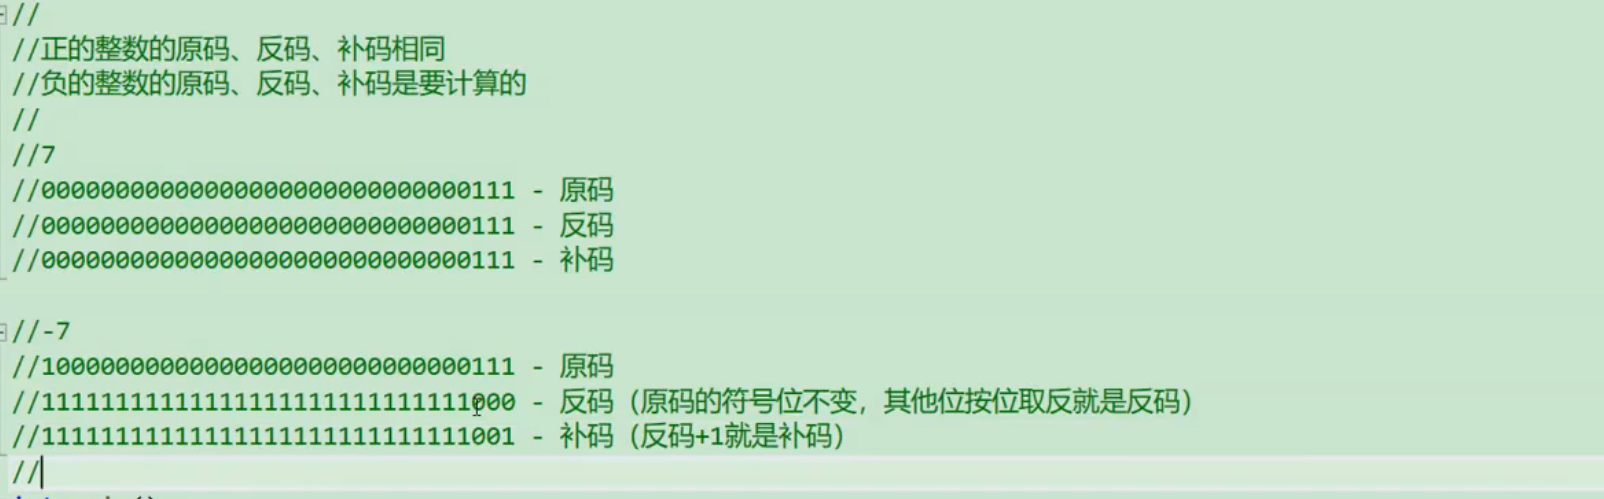 //
//正的整数的原码、反码、补码相同
//负的整数的原码、反码、补码是要计算的
//
//7
//00000000000000000000000000000111 - 原码
//00000000000000000000000000000111 - 反码
//00000000000000000000000000000111 - 补码
//-7
//10000000000000000000000000000111 - 原码
//11111111111111111111111111111000 - 反码（原码的符号位不变，其他位按位取反就是反码）
//11111111111111111111111111111001 - 补码（反码+1就是补码）
//